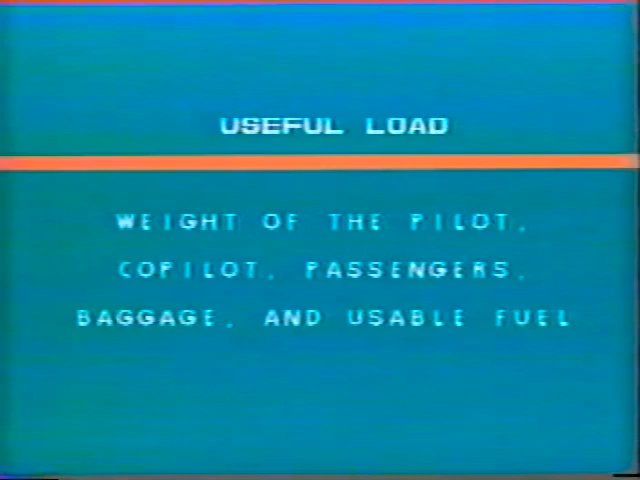 USEFUL LOAD
WEIGHT OF THE PILOT,
COPILOT, PASSENGERS,
BAGGAGE, AND USABLE FUEL